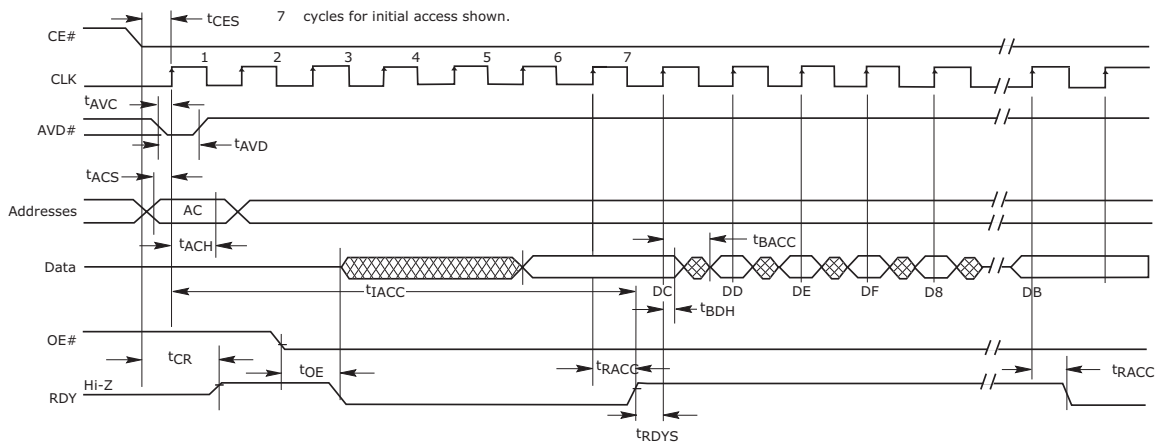 tCES
7 cycles for initial access shown.
CE#
1 2 3 4 5 6 7
CLK
tAVC
AVD#
tAVD
tACS
Addresses
AC
tACH
tBACC
Data
tIACC
DC DD DE DF D8 DB
tBDH
OE#
tCR
tOE
tRACC
tRACC
Hi-Z
RDY
tRDYS